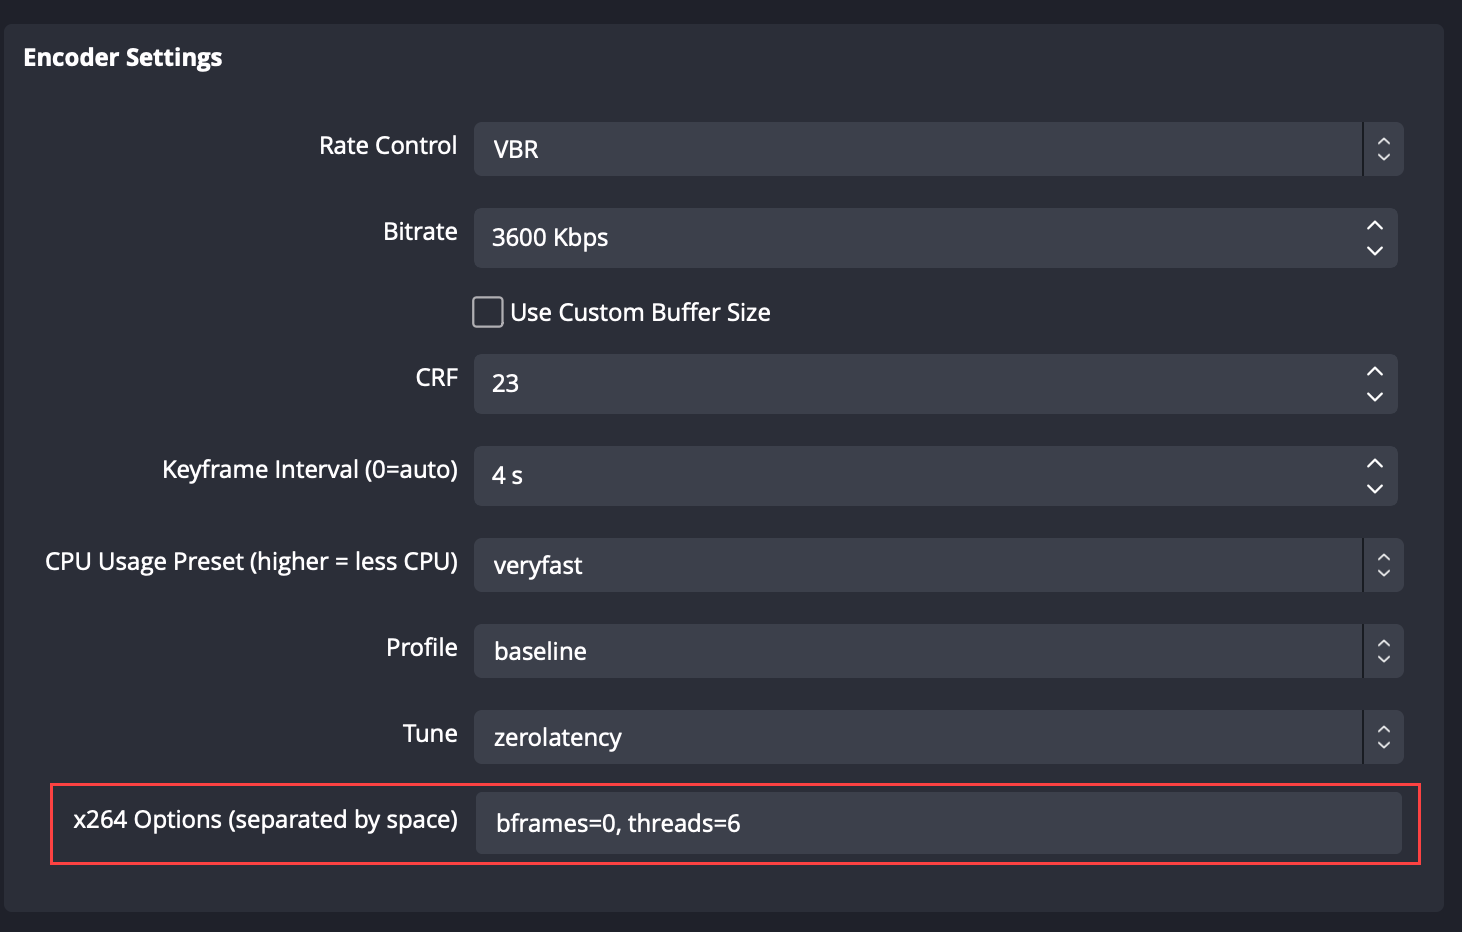 Encoder Settings
Rate Control VBR
Bitrate 3600 Kbps
Use Custom Buffer Size
CRF 23
Keyframe Interval (0=auto) 4 s
CPU Usage Preset (higher = less CPU) veryfast
Profile baseline
Tune zerolatency
x264 Options (separated by space) bframes=0, threads=6